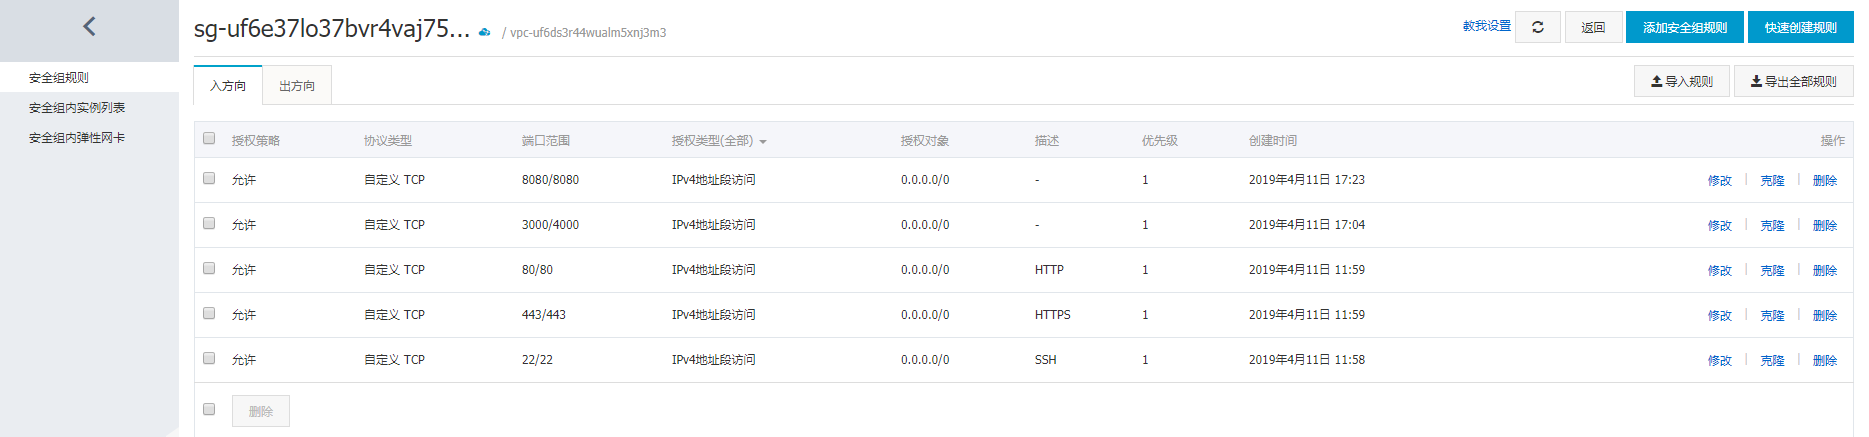 sg-uf6e37lo37bvr4vaj75... / vpc-uf6ds3r44wualm5xnj3m3 教我设置 返回 添加安全组规则 快速创建规则
安全组规则
安全组内实例列表
安全组内弹性网卡
入方向 出方向 导入规则 导出全部规则
授权策略 协议类型 端口范围 授权类型(全部) 授权对象 描述 优先级 创建时间 操作
允许 自定义 TCP 8080/8080 IPv4地址段访问 0.0.0.0/0 - 1 2019年4月11日 17:23 修改 | 克隆 | 删除
允许 自定义 TCP 3000/4000 IPv4地址段访问 0.0.0.0/0 - 1 2019年4月11日 17:04 修改 | 克隆 | 删除
允许 自定义 TCP 80/80 IPv4地址段访问 0.0.0.0/0 HTTP 1 2019年4月11日 11:59 修改 | 克隆 | 删除
允许 自定义 TCP 443/443 IPv4地址段访问 0.0.0.0/0 HTTPS 1 2019年4月11日 11:59 修改 | 克隆 | 删除
允许 自定义 TCP 22/22 IPv4地址段访问 0.0.0.0/0 SSH 1 2019年4月11日 11:58 修改 | 克隆 | 删除
删除